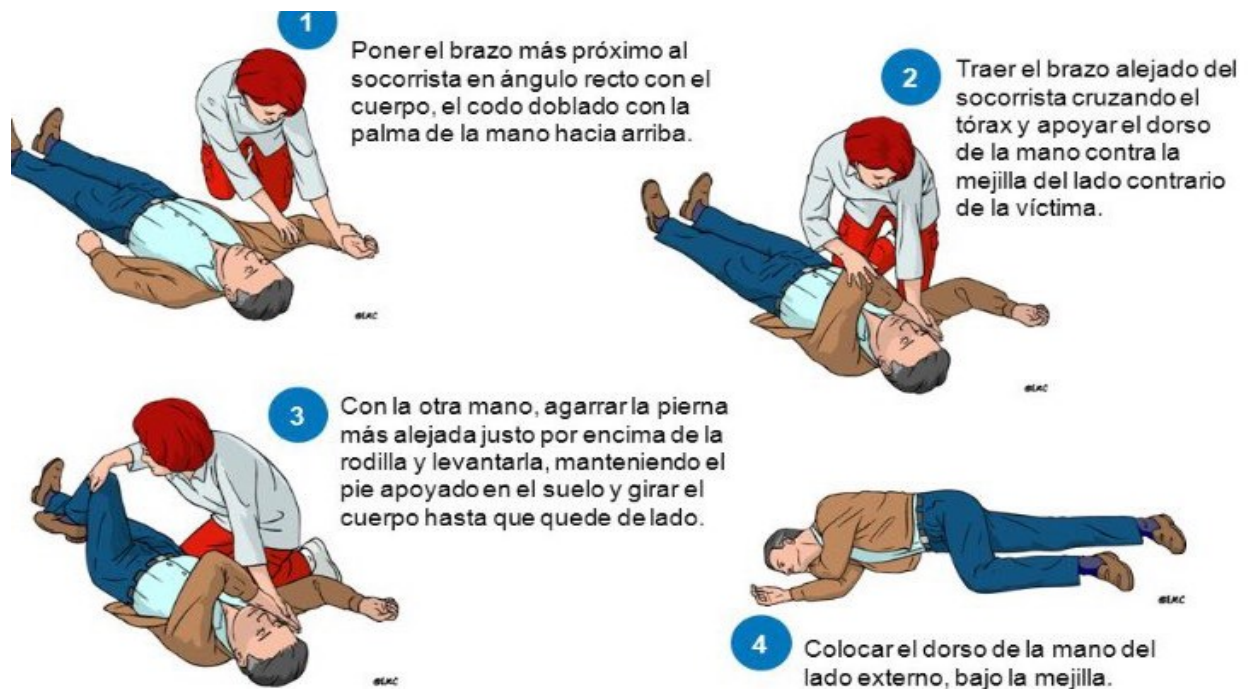 1
Poner el brazo más próximo al
socorrista en ángulo recto con el
cuerpo, el codo doblado con la
palma de la mano hacia arriba.
©LMC
2
Traer el brazo alejado del
socorrista cruzando el
tórax y apoyar el dorso
de la mano contra la
mejilla del lado contrario
de la víctima.
©LMC
3
Con la otra mano, agarrar la pierna
más alejada justo por encima de la
rodilla y levantarla, manteniendo el
pie apoyado en el suelo y girar el
cuerpo hasta que quede de lado.
©LMC
©LMC
4
Colocar el dorso de la mano del
lado externo, bajo la mejilla.